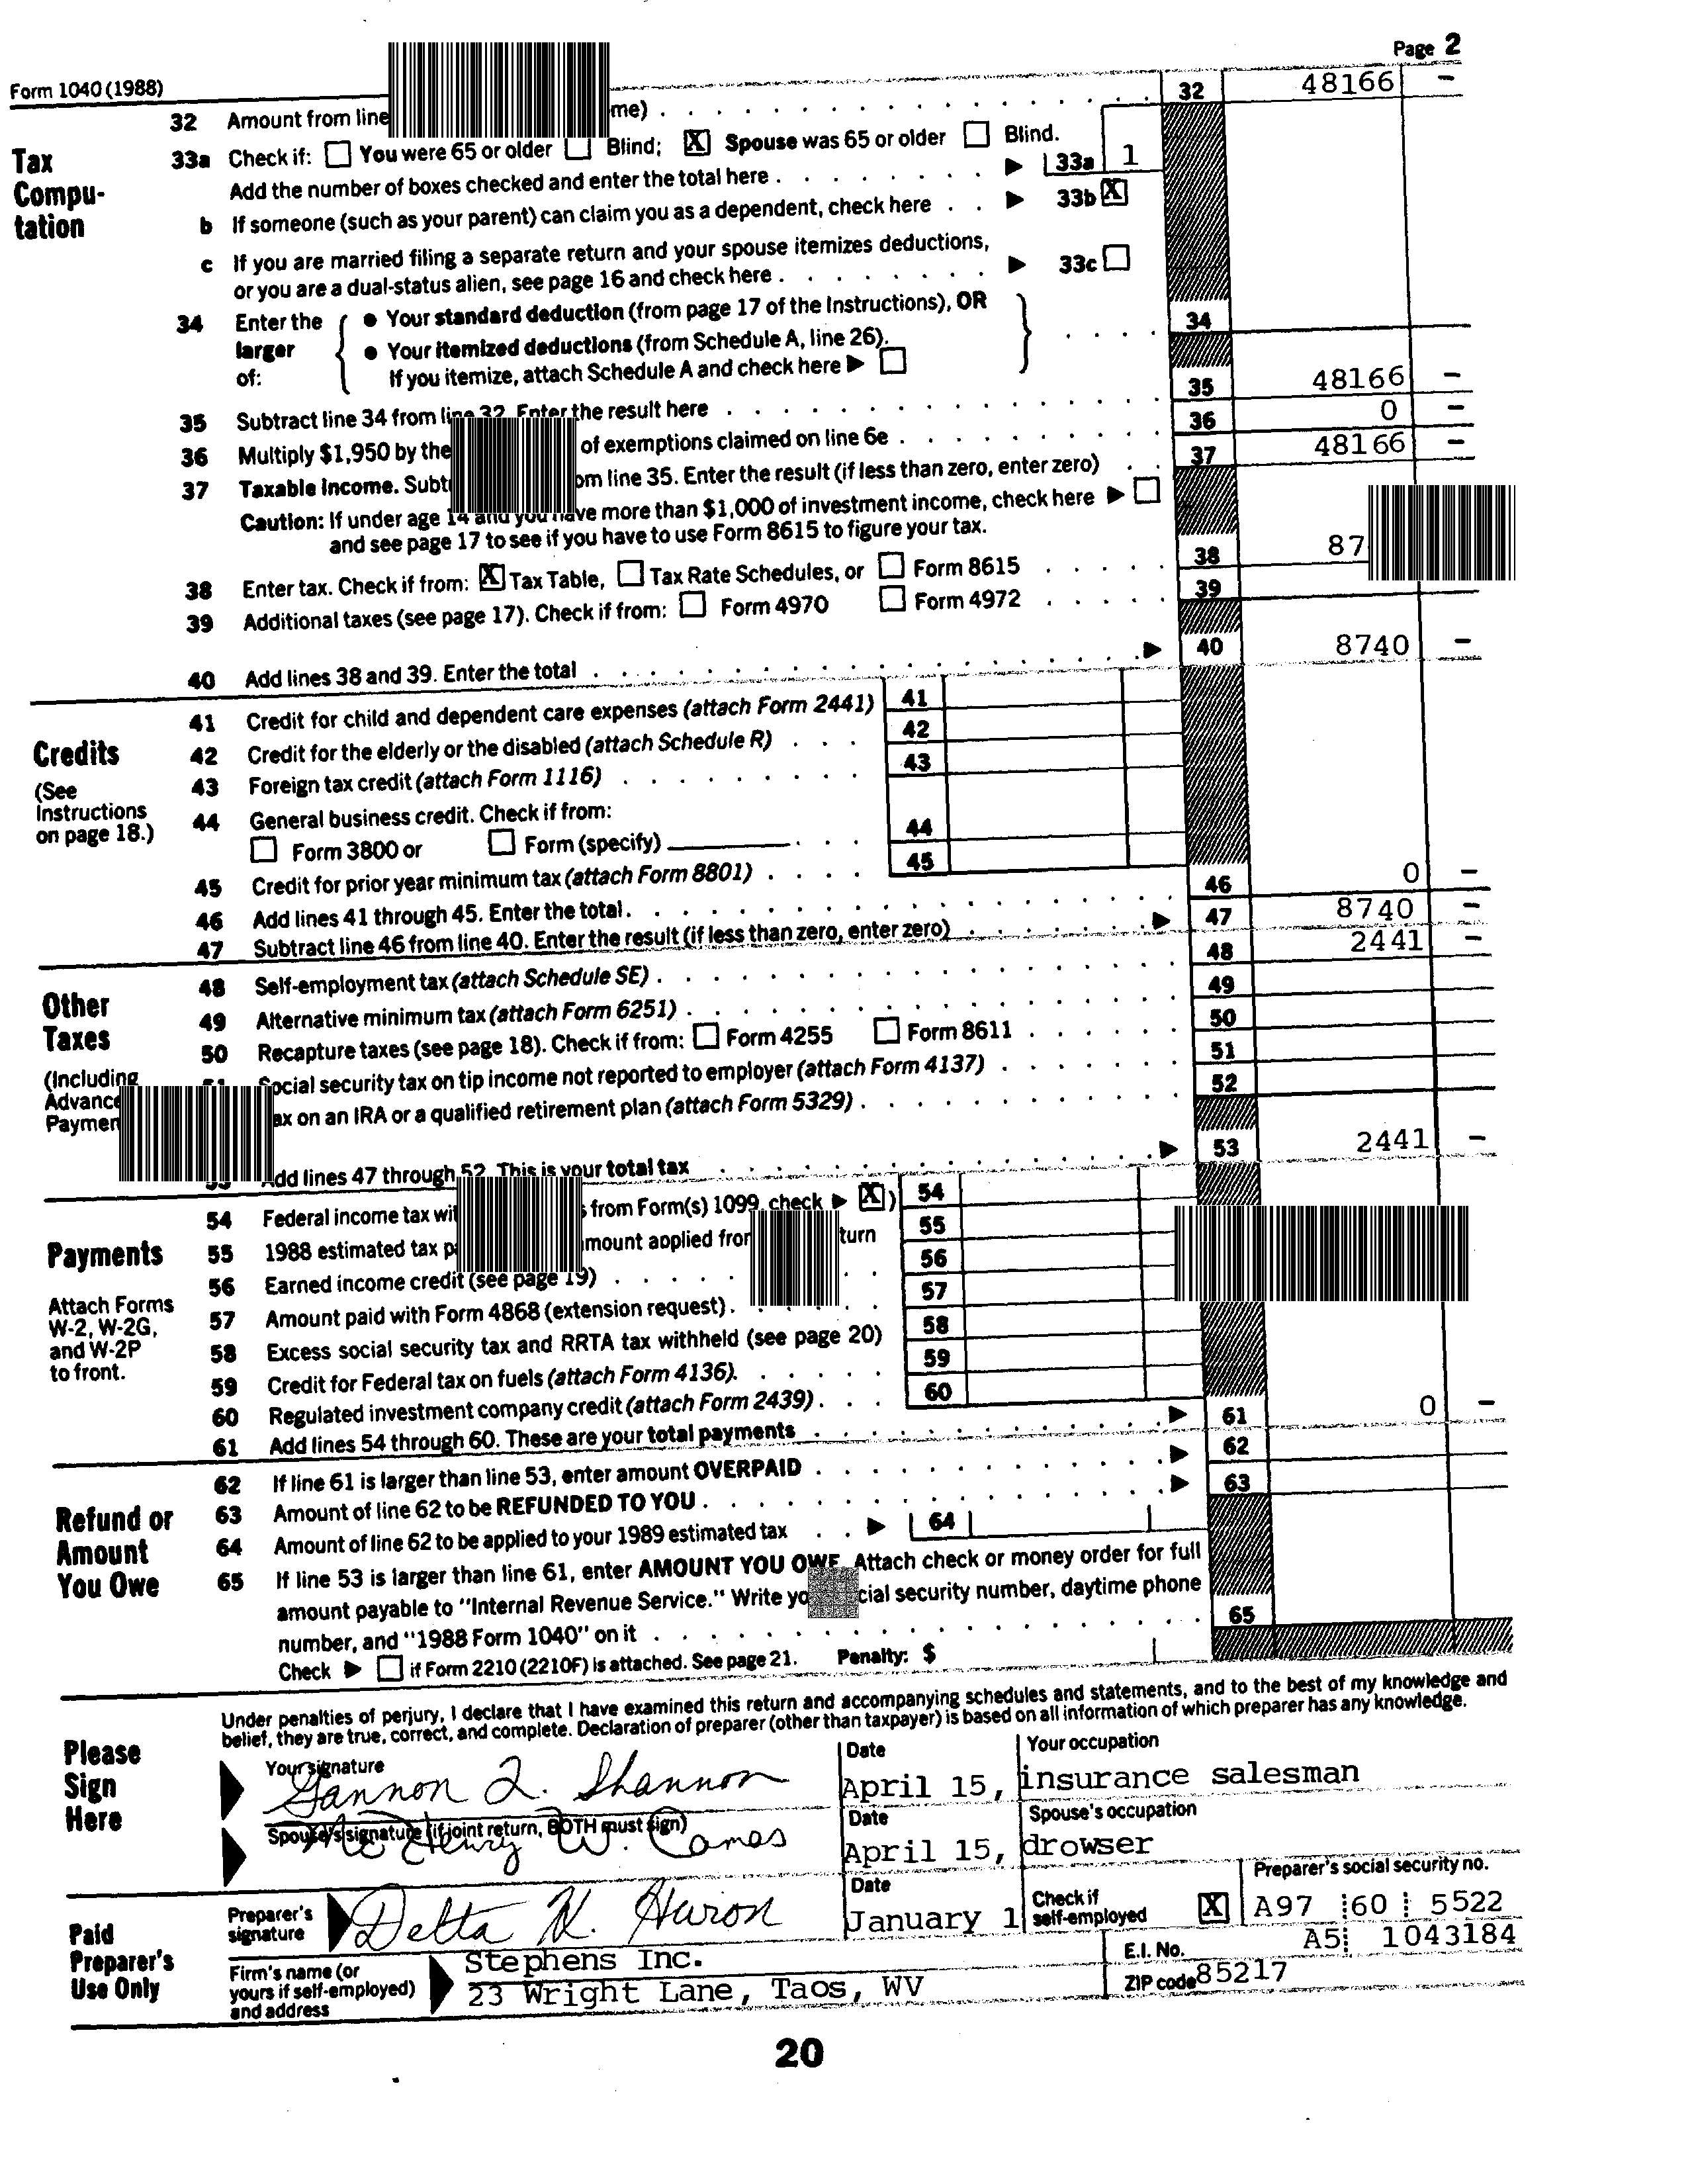 Page 2
Form 1040 (1988)
32 Amount from line me) . . . 32 48166 –
Tax Compu- tation
33a Check if: You were 65 or older Blind; X Spouse was 65 or older Blind.
Add the number of boxes checked and enter the total here . . . 33a 1
b If someone (such as your parent) can claim you as a dependent, check here . . 33b X
c If you are married filing a separate return and your spouse itemizes deductions,
or you are a dual-status alien, see page 16 and check here . . . 33c
34 Enter the larger of: • Your standard deduction (from page 17 of the Instructions), OR
• Your itemized deductions (from Schedule A, line 26).
If you itemize, attach Schedule A and check here
34
35 Subtract line 34 from line 32. Enter the result here . . . 35 48166 –
36 Multiply $1,950 by the of exemptions claimed on line 6e . . . 36 0 –
37 Taxable Income. om line 35. Enter the result (if less than zero, enter zero) . . 37 48166 –
Caution: If under age 14 and you have more than $1,000 of investment income, check here
and see page 17 to see if you have to use Form 8615 to figure your tax.
38 Enter tax. Check if from: X Tax Table, Tax Rate Schedules, or Form 8615 . . . 38 87
39 Additional taxes (see page 17). Check if from: Form 4970 Form 4972 . . . 39
40 Add lines 38 and 39. Enter the total . . . 40 8740 –
Credits
(See Instructions on page 18.)
41 Credit for child and dependent care expenses (attach Form 2441) 41
42 Credit for the elderly or the disabled (attach Schedule R) . . . 42
43 Foreign tax credit (attach Form 1116) . . . 43
44 General business credit. Check if from:
Form 3800 or Form (specify) . . . 44
45 Credit for prior year minimum tax (attach Form 8801) . . . 45
46 Add lines 41 through 45. Enter the total . . . 46 0 –
47 Subtract line 46 from line 40. Enter the result (if less than zero, enter zero) . . . 47 8740 –
Other Taxes
(Including Advance
48 Self-employment tax (attach Schedule SE) . . . 48 2441 –
49 Alternative minimum tax (attach Form 6251) . . . 49
50 Recapture taxes (see page 18). Check if from: Form 4255 Form 8611 . . . 50
Social security tax on tip income not reported to employer (attach Form 4137) . . . 51
ax on an IRA or a qualified retirement plan (attach Form 5329) . . . 52
Add lines 47 through 52. This is your total tax . . . 53 2441 –
Payments
Attach Forms W-2, W-2G, and W-2P to front.
54 Federal income tax from Form(s) 1099, check X ) 54
55 1988 estimated tax mount applied turn 55
56 Earned income credit (see page 19) . . . 56
57 Amount paid with Form 4868 (extension request) . . . 57
58 Excess social security tax and RRTA tax withheld (see page 20) 58
59 Credit for Federal tax on fuels (attach Form 4136). . . . 59
60 Regulated investment company credit (attach Form 2439) . . . 60
61 Add lines 54 through 60. These are your total payments . . . 61 0 –
Refund or Amount You Owe
62 If line 61 is larger than line 53, enter amount OVERPAID . . . 62
63 Amount of line 62 to be REFUNDED TO YOU . . . 63
64 Amount of line 62 to be applied to your 1989 estimated tax . . 64
65 If line 53 is larger than line 61, enter AMOUNT YOU OWE. Attach check or money order for full
amount payable to "Internal Revenue Service." Write yo cial security number, daytime phone
number, and "1988 Form 1040" on it . . . 65
Check if Form 2210 (2210F) is attached. See page 21. Penalty: $
Please Sign Here
Under penalties of perjury, I declare that I have examined this return and accompanying schedules and statements, and to the best of my knowledge and
belief, they are true, correct, and complete. Declaration of preparer (other than taxpayer) is based on all information of which preparer has any knowledge.
Your signature Date Your occupation
Gannon Q. Shannon April 15, insurance salesman
Spouse's signature (if joint return, BOTH must sign) Date Spouse's occupation
Mc Henry W. Camas April 15, drowser
Paid Preparer's Use Only
Preparer's signature Delta K. Huron Date January 1 Check if self-employed X Preparer's social security no. A97 60 5522
Firm's name (or yours if self-employed) and address
Stephens Inc. E.I. No. A5 1043184
23 Wright Lane, Taos, WV ZIP code 85217
20